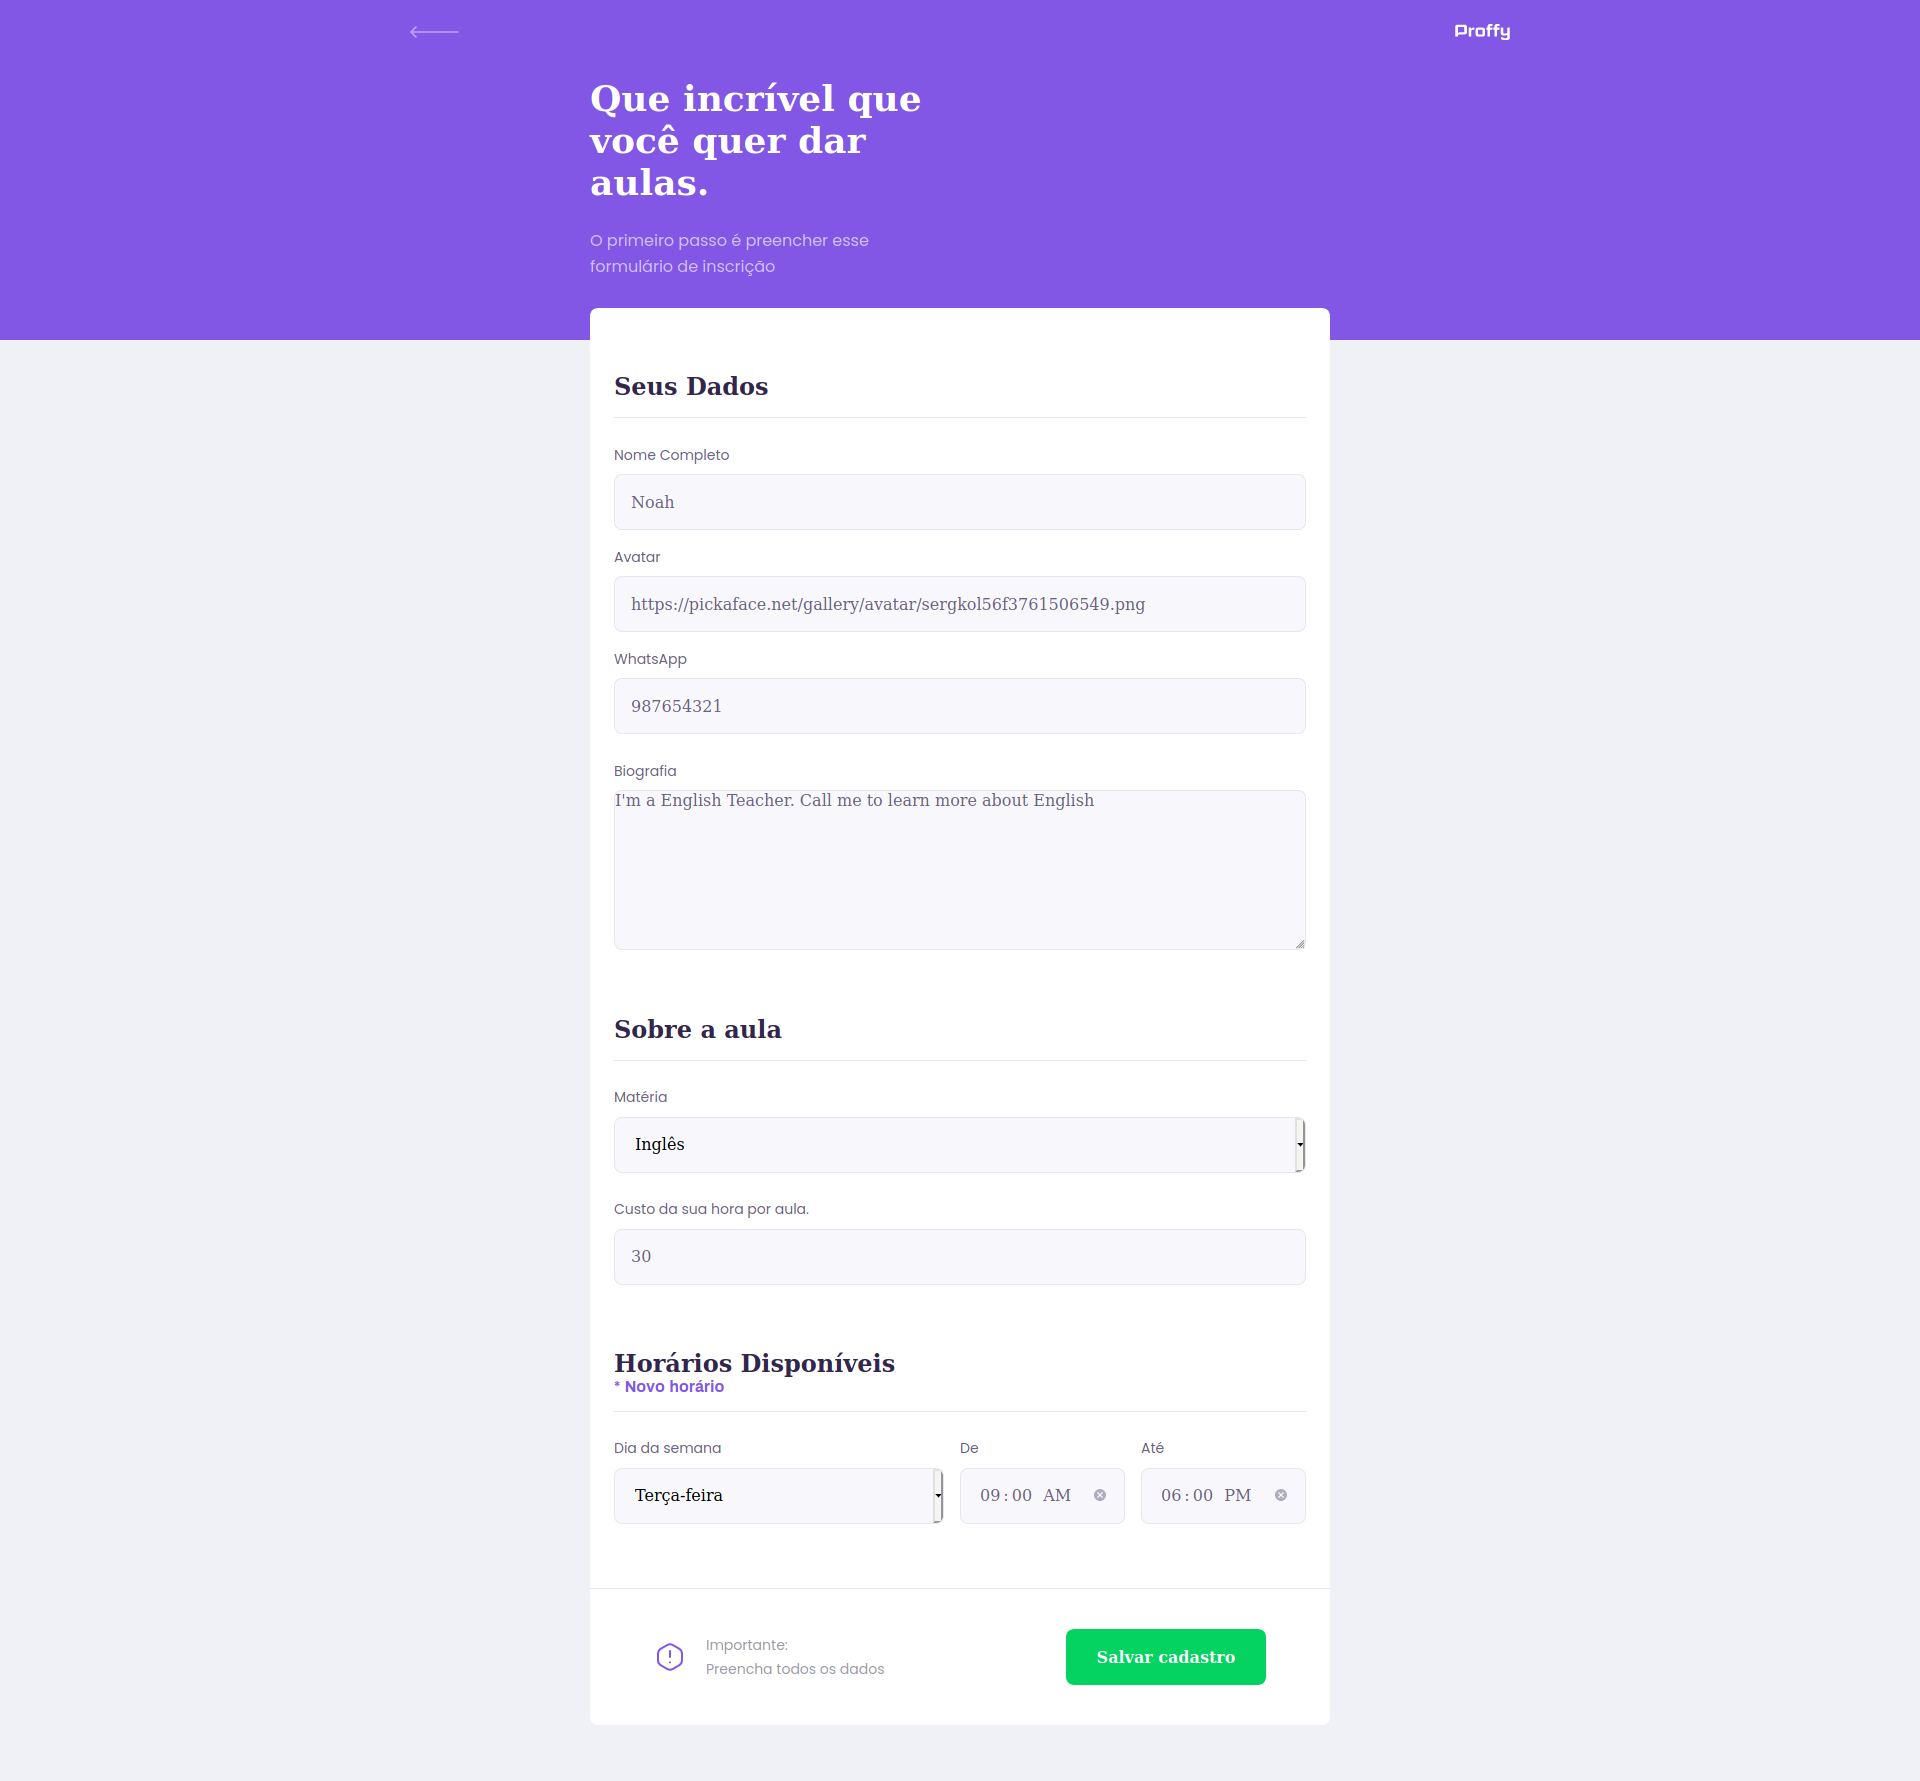 Proffy
Que incrível que
você quer dar
aulas.
O primeiro passo é preencher esse
formulário de inscrição
Seus Dados
Nome Completo
Noah
Avatar
https://pickaface.net/gallery/avatar/sergkol56f3761506549.png
WhatsApp
987654321
Biografia
I'm a English Teacher. Call me to learn more about English
Sobre a aula
Matéria
Inglês
Custo da sua hora por aula.
30
Horários Disponíveis
* Novo horário
Dia da semana De Até
Terça-feira 09:00 AM 06:00 PM
Importante:
Preencha todos os dados
Salvar cadastro